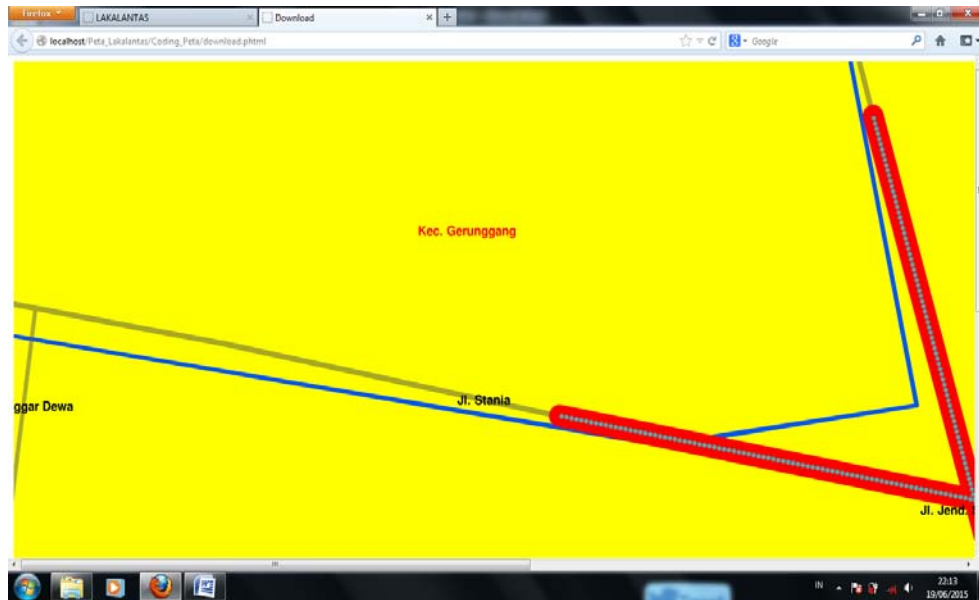 Firefox
LAKALANTAS
Download
localhost/Peta_Lakalantas/Coding_Peta/download.phtml
Google
Kec. Gerunggang
Jl. Stania
ggar Dewa
Jl. Jend.
IN
22:13
19/06/2015